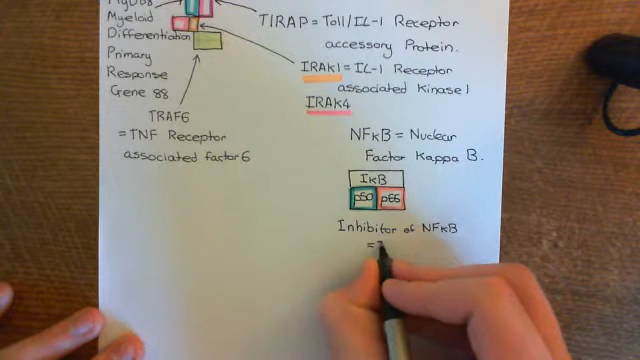 MyD88
Myeloid
Differentiation
Primary
Response
Gene 88
TIRAP = Toll/IL-1 Receptor
accessory Protein.
IRAK1 = IL-1 Receptor
associated Kinase 1
IRAK4
TRAF6
= TNF Receptor
associated factor 6
NFκB = Nuclear
Factor Kappa B.
IκB
p50 p65
Inhibitor of NFκB
=